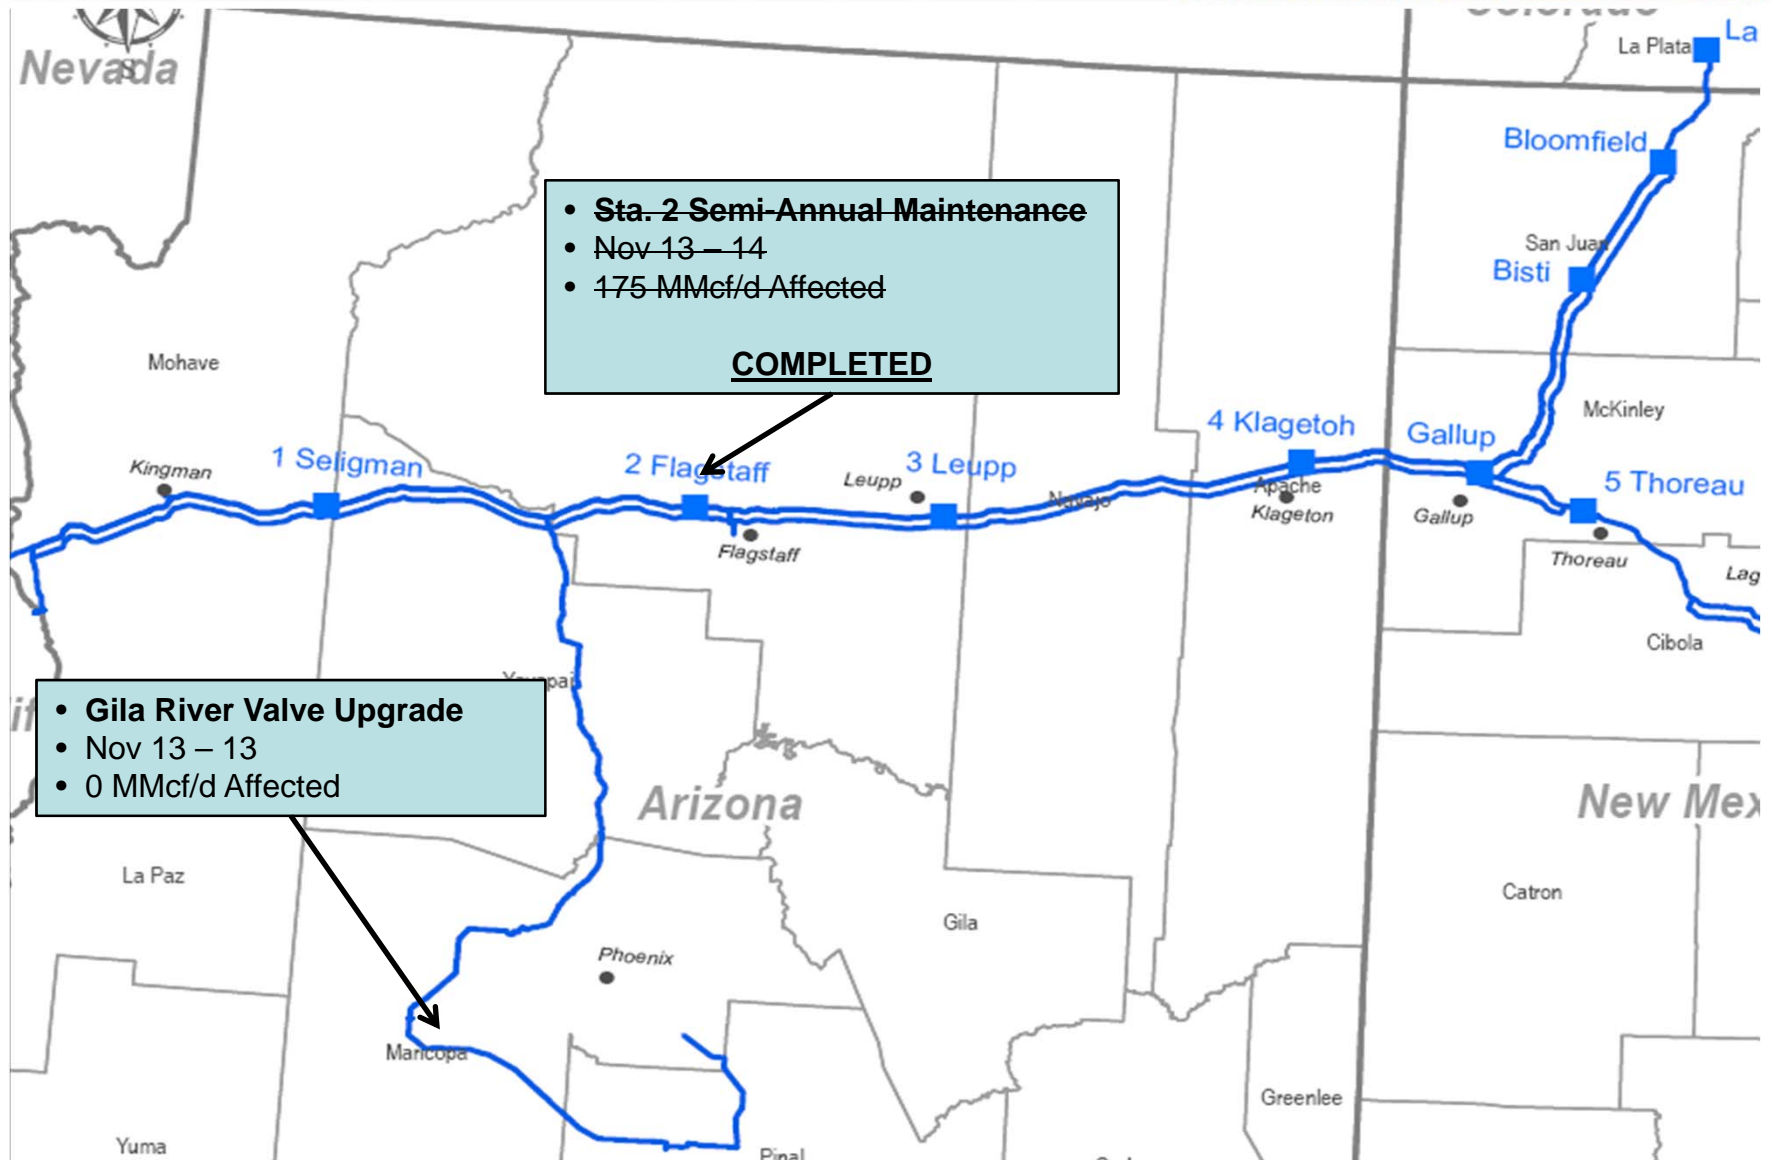 Colorado
La Plata
La
Nevada
S
Bloomfield
• Sta. 2 Semi-Annual Maintenance
• Nov 13 – 14
• 175 MMcf/d Affected
COMPLETED
San Juan
Bisti
Mohave
McKinley
4 Klagetoh
Gallup
1 Seligman
2 Flagstaff
3 Leupp
Kingman
Leupp
5 Thoreau
Navajo
Apache
Klageton
Gallup
Flagstaff
Thoreau
Lag
Cibola
Yavapai
• Gila River Valve Upgrade
• Nov 13 – 13
• 0 MMcf/d Affected
Arizona
New Mex
La Paz
Catron
Gila
Phoenix
Maricopa
Greenlee
Yuma
Pinal